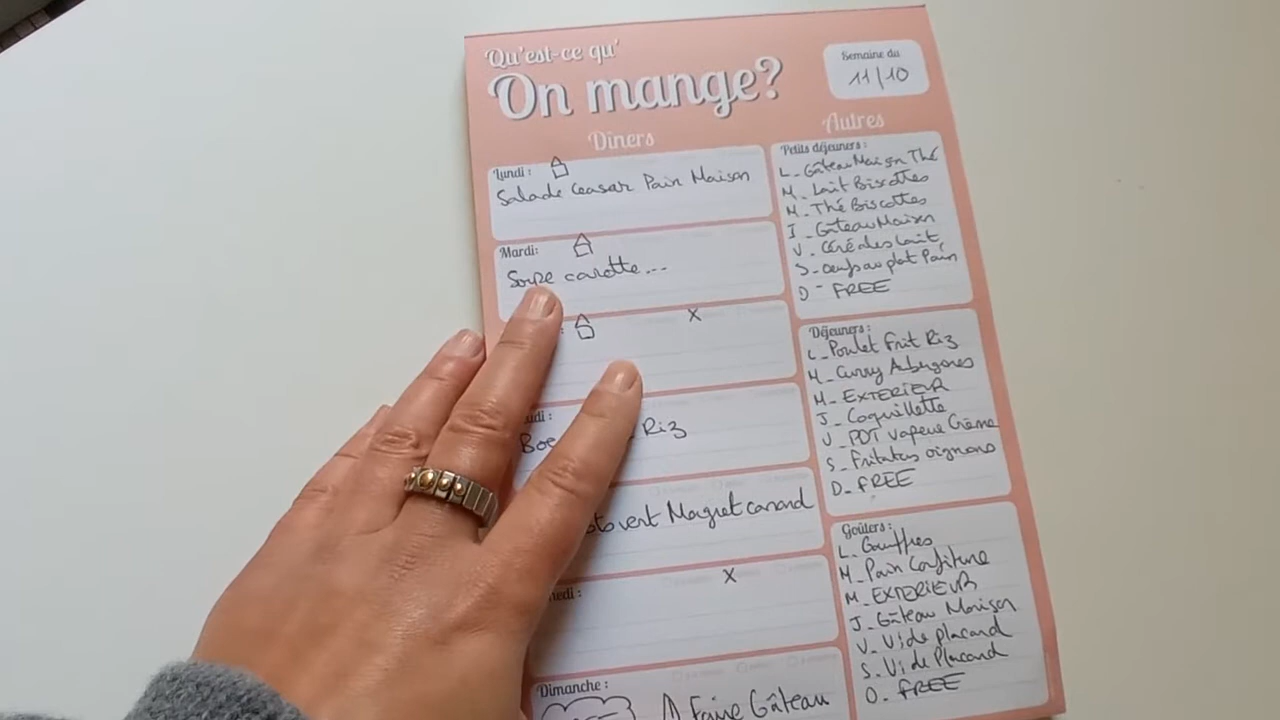 Qu'est-ce qu'
On mange?
Semaine du
11/10
Dîners
Lundi :
Salade Ceasar Pain Maison
Mardi:
Soupe carotte...
X
Boe
Riz
vert Magret canard
X
Dimanche :
Faire Gâteau
Autres
Petits déjeuners :
L - Gâteau Maison Thé
M - Lait Biscottes
M - Thé Biscottes
J - Gâteau Maison
V - Céréales Lait
S - oeufs au plat Pain
D - FREE
Déjeuners :
L - Poulet Frit Riz
M - Curry Aubergines
M - EXTERIEUR
J - Coquillette
V - PDT vapeur Crème
S - Fritatas oignons
D - FREE
Goûters :
L - Gauffres
M - Pain Confiture
M - EXTERIEUR
J - Gâteau Maison
V - Vide placard
S - Vide Placard
D - FREE